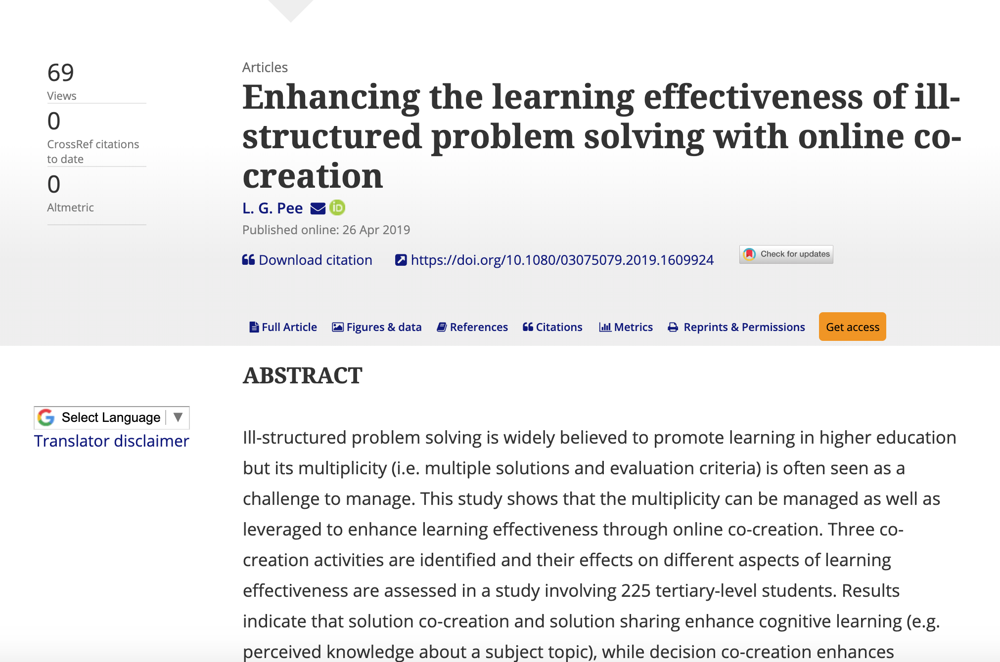 69
Views
0
CrossRef citations
to date
0
Altmetric
Articles
Enhancing the learning effectiveness of ill-
structured problem solving with online co-
creation
L. G. Pee iD
Published online: 26 Apr 2019
Download citation https://doi.org/10.1080/03075079.2019.1609924 Check for updates
Full Article Figures & data References Citations Metrics Reprints & Permissions Get access
ABSTRACT
G Select Language ▼
Translator disclaimer
Ill-structured problem solving is widely believed to promote learning in higher education
but its multiplicity (i.e. multiple solutions and evaluation criteria) is often seen as a
challenge to manage. This study shows that the multiplicity can be managed as well as
leveraged to enhance learning effectiveness through online co-creation. Three co-
creation activities are identified and their effects on different aspects of learning
effectiveness are assessed in a study involving 225 tertiary-level students. Results
indicate that solution co-creation and solution sharing enhance cognitive learning (e.g.
perceived knowledge about a subject topic), while decision co-creation enhances